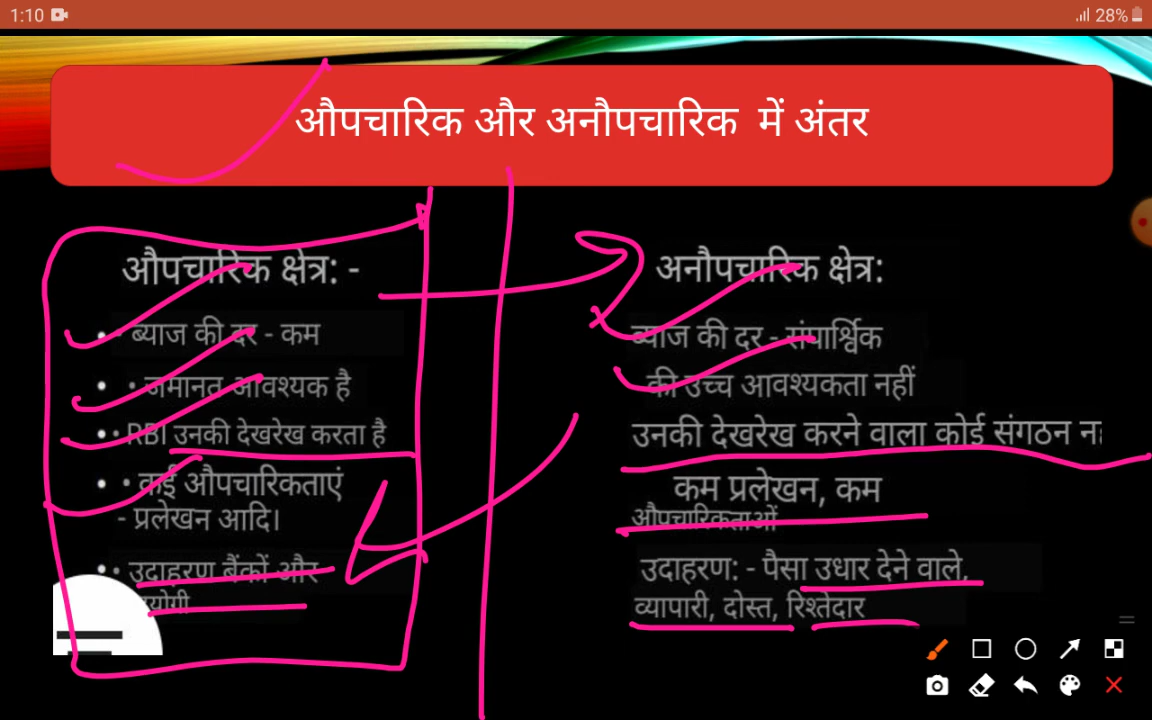 1:10
28%
औपचारिक और अनौपचारिक में अंतर
औपचारिक क्षेत्र: -
• ब्याज की दर - कम
• • जमानत आवश्यक है
• • RBI उनकी देखरेख करता है
• • कई औपचारिकताएं
- प्रलेखन आदि।
• • उदाहरण बैंकों और
योगी
अनौपचारिक क्षेत्र:
ब्याज की दर - संपार्श्विक
की उच्च आवश्यकता नहीं
उनकी देखरेख करने वाला कोई संगठन
कम प्रलेखन, कम
औपचारिकताओं
उदाहरण: - पैसा उधार देने वाले,
व्यापारी, दोस्त, रिश्तेदार